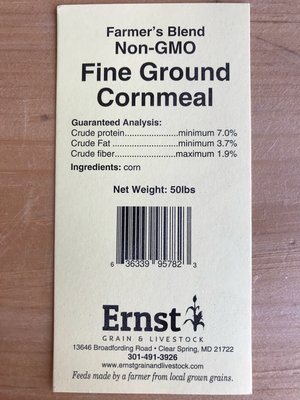 Farmer's Blend
Non-GMO
Fine Ground
Cornmeal
Guaranteed Analysis:
Crude protein........................minimum 7.0%
Crude Fat ..............................minimum 3.7%
Crude fiber............................maximum 1.9%
Ingredients: corn
Net Weight: 50lbs
6 36339 95782 3
Ernst
GRAIN & LIVESTOCK
13646 Broadfording Road • Clear Spring, MD 21722
301-491-3926
www.ernstgrainandlivestock.com
Feeds made by a farmer from local grown grains.